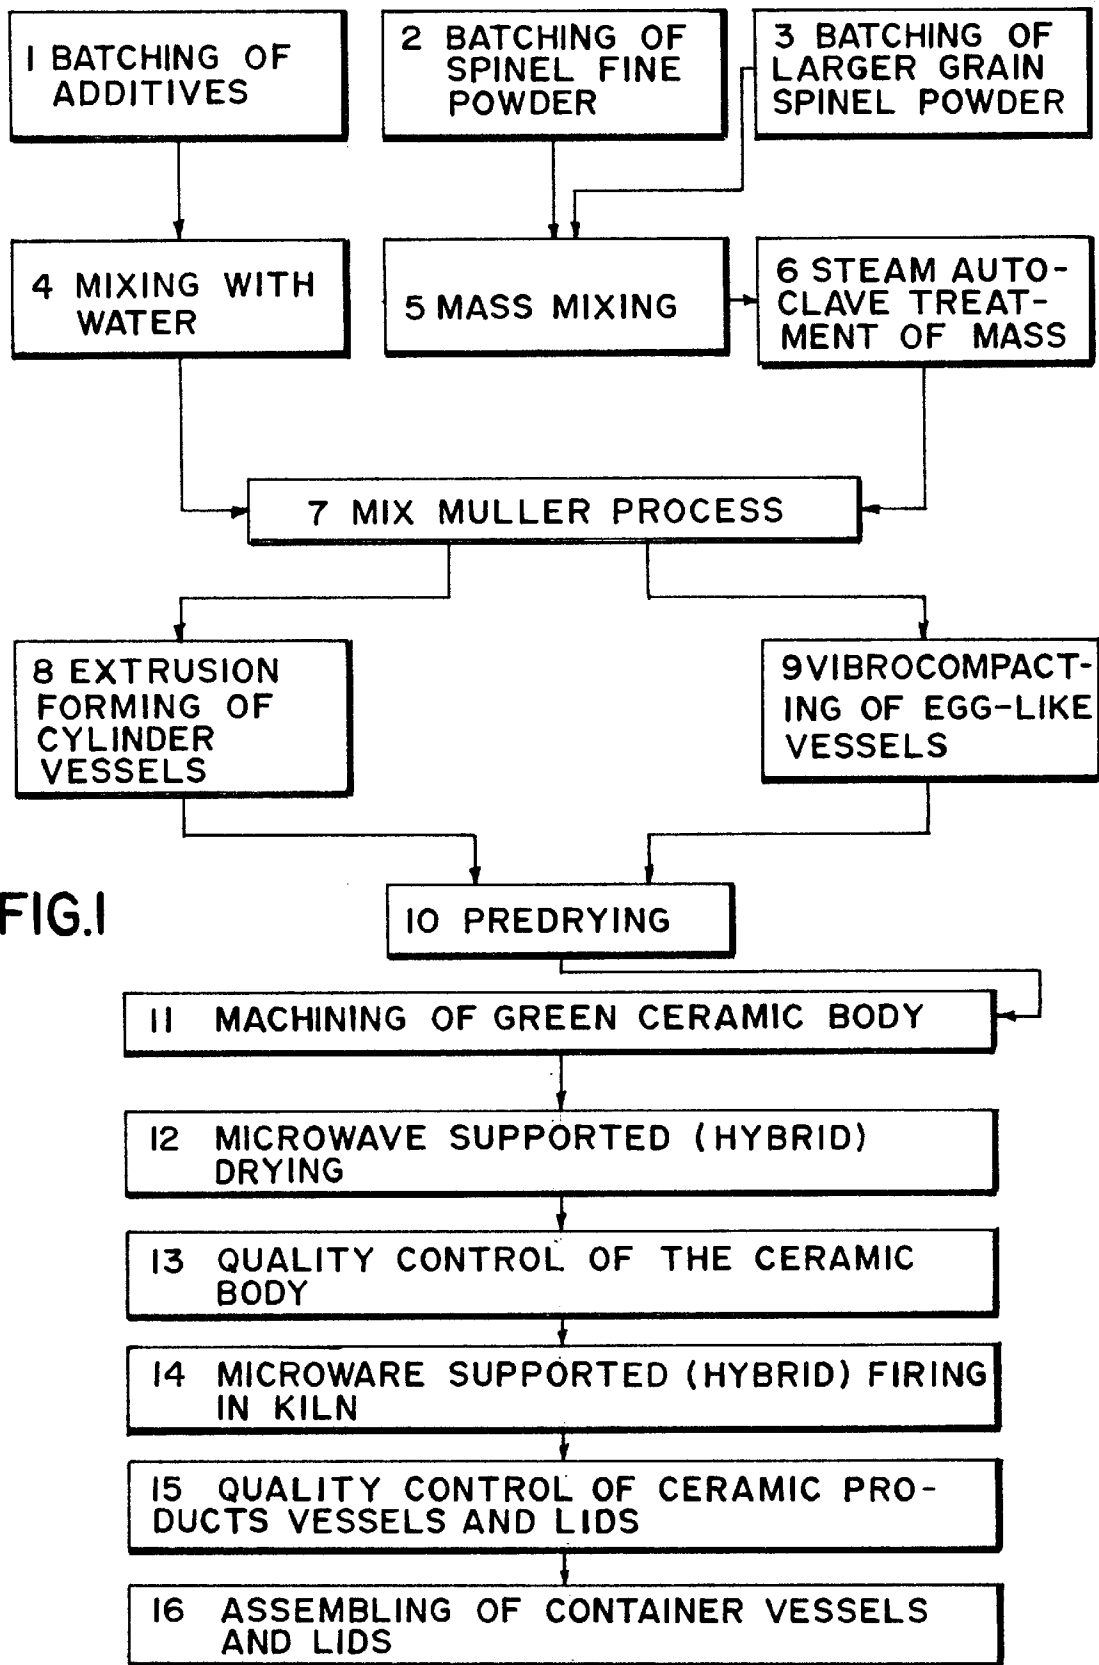 1 BATCHING OF
ADDITIVES
2 BATCHING OF
SPINEL FINE
POWDER
3 BATCHING OF
LARGER GRAIN
SPINEL POWDER
4 MIXING WITH
WATER
5 MASS MIXING
6 STEAM AUTO-
CLAVE TREAT-
MENT OF MASS
7 MIX MULLER PROCESS
8 EXTRUSION
FORMING OF
CYLINDER
VESSELS
9 VIBROCOMPACT-
ING OF EGG-LIKE
VESSELS
FIG.1
10 PREDRYING
11 MACHINING OF GREEN CERAMIC BODY
12 MICROWAVE SUPPORTED (HYBRID)
DRYING
13 QUALITY CONTROL OF THE CERAMIC
BODY
14 MICROWARE SUPPORTED (HYBRID) FIRING
IN KILN
15 QUALITY CONTROL OF CERAMIC PRO-
DUCTS VESSELS AND LIDS
16 ASSEMBLING OF CONTAINER VESSELS
AND LIDS